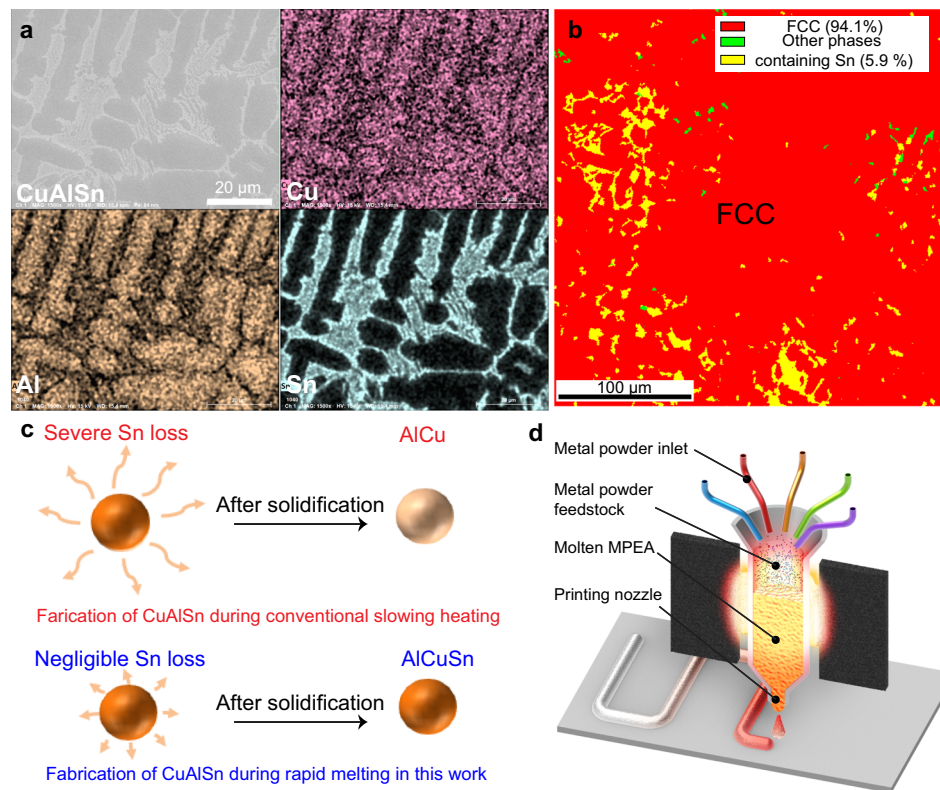 a
CuAlSn
20 µm
Cu
Al
Sn
b
FCC (94.1%)
Other phases
containing Sn (5.9 %)
FCC
100 µm
c
Severe Sn loss
AlCu
After solidification
Farication of CuAlSn during conventional slowing heating
Negligible Sn loss
AlCuSn
After solidification
Fabrication of CuAlSn during rapid melting in this work
d
Metal powder inlet
Metal powder
feedstock
Molten MPEA
Printing nozzle